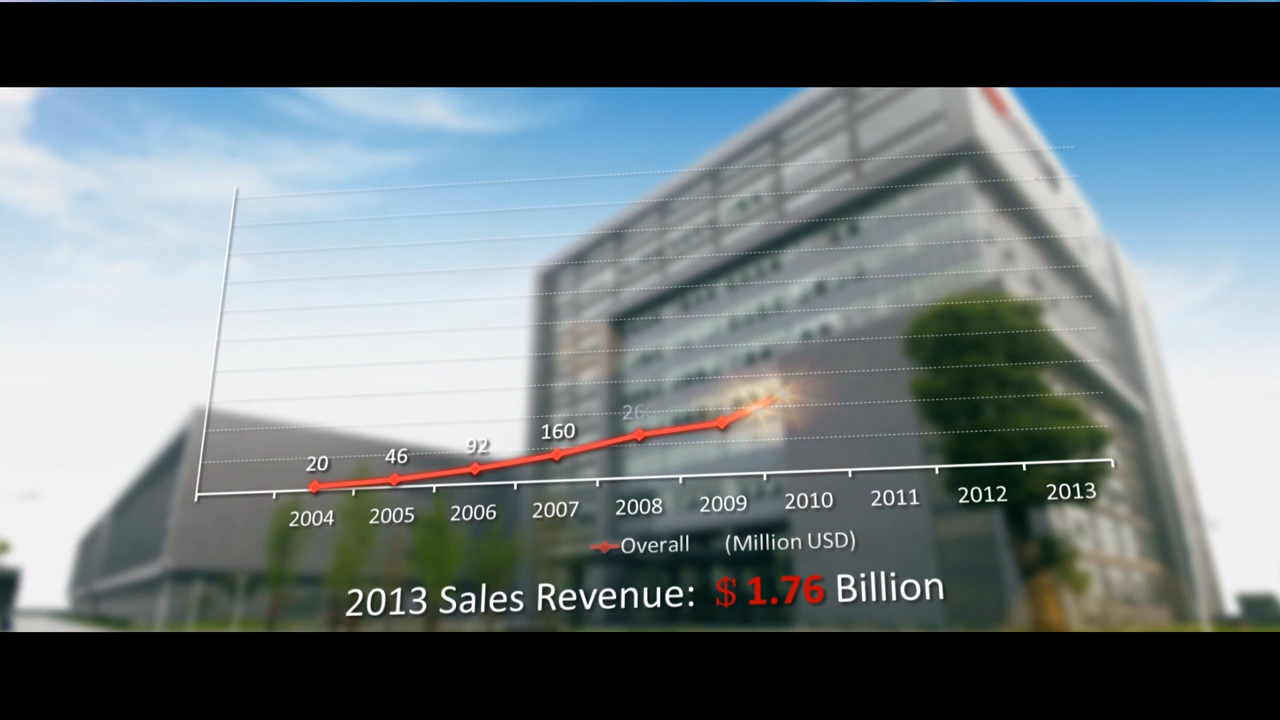 20
46
92
160
2004 2005 2006 2007 2008 2009 2010 2011 2012 2013
Overall (Million USD)
2013 Sales Revenue: $ 1.76 Billion